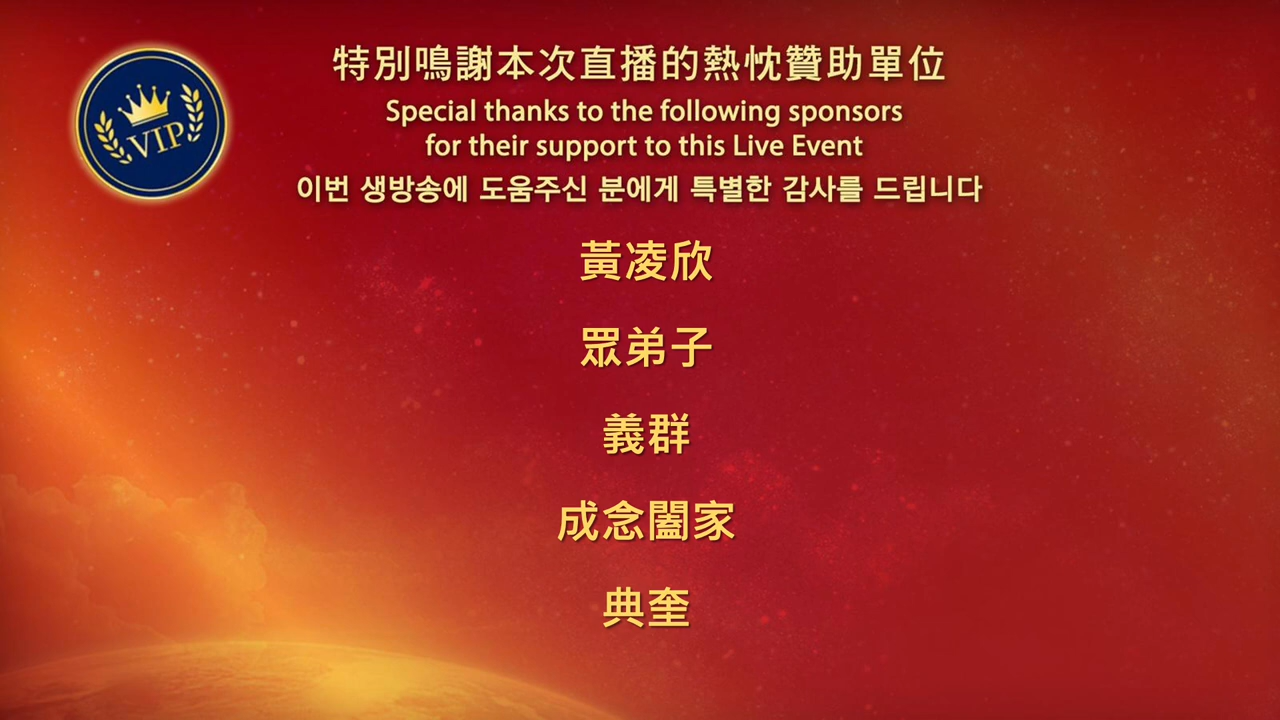 VIP
特別鳴謝本次直播的熱忱贊助單位
Special thanks to the following sponsors
for their support to this Live Event
이번 생방송에 도움주신 분에게 특별한 감사를 드립니다
黃凌欣
眾弟子
義群
成念闔家
典奎